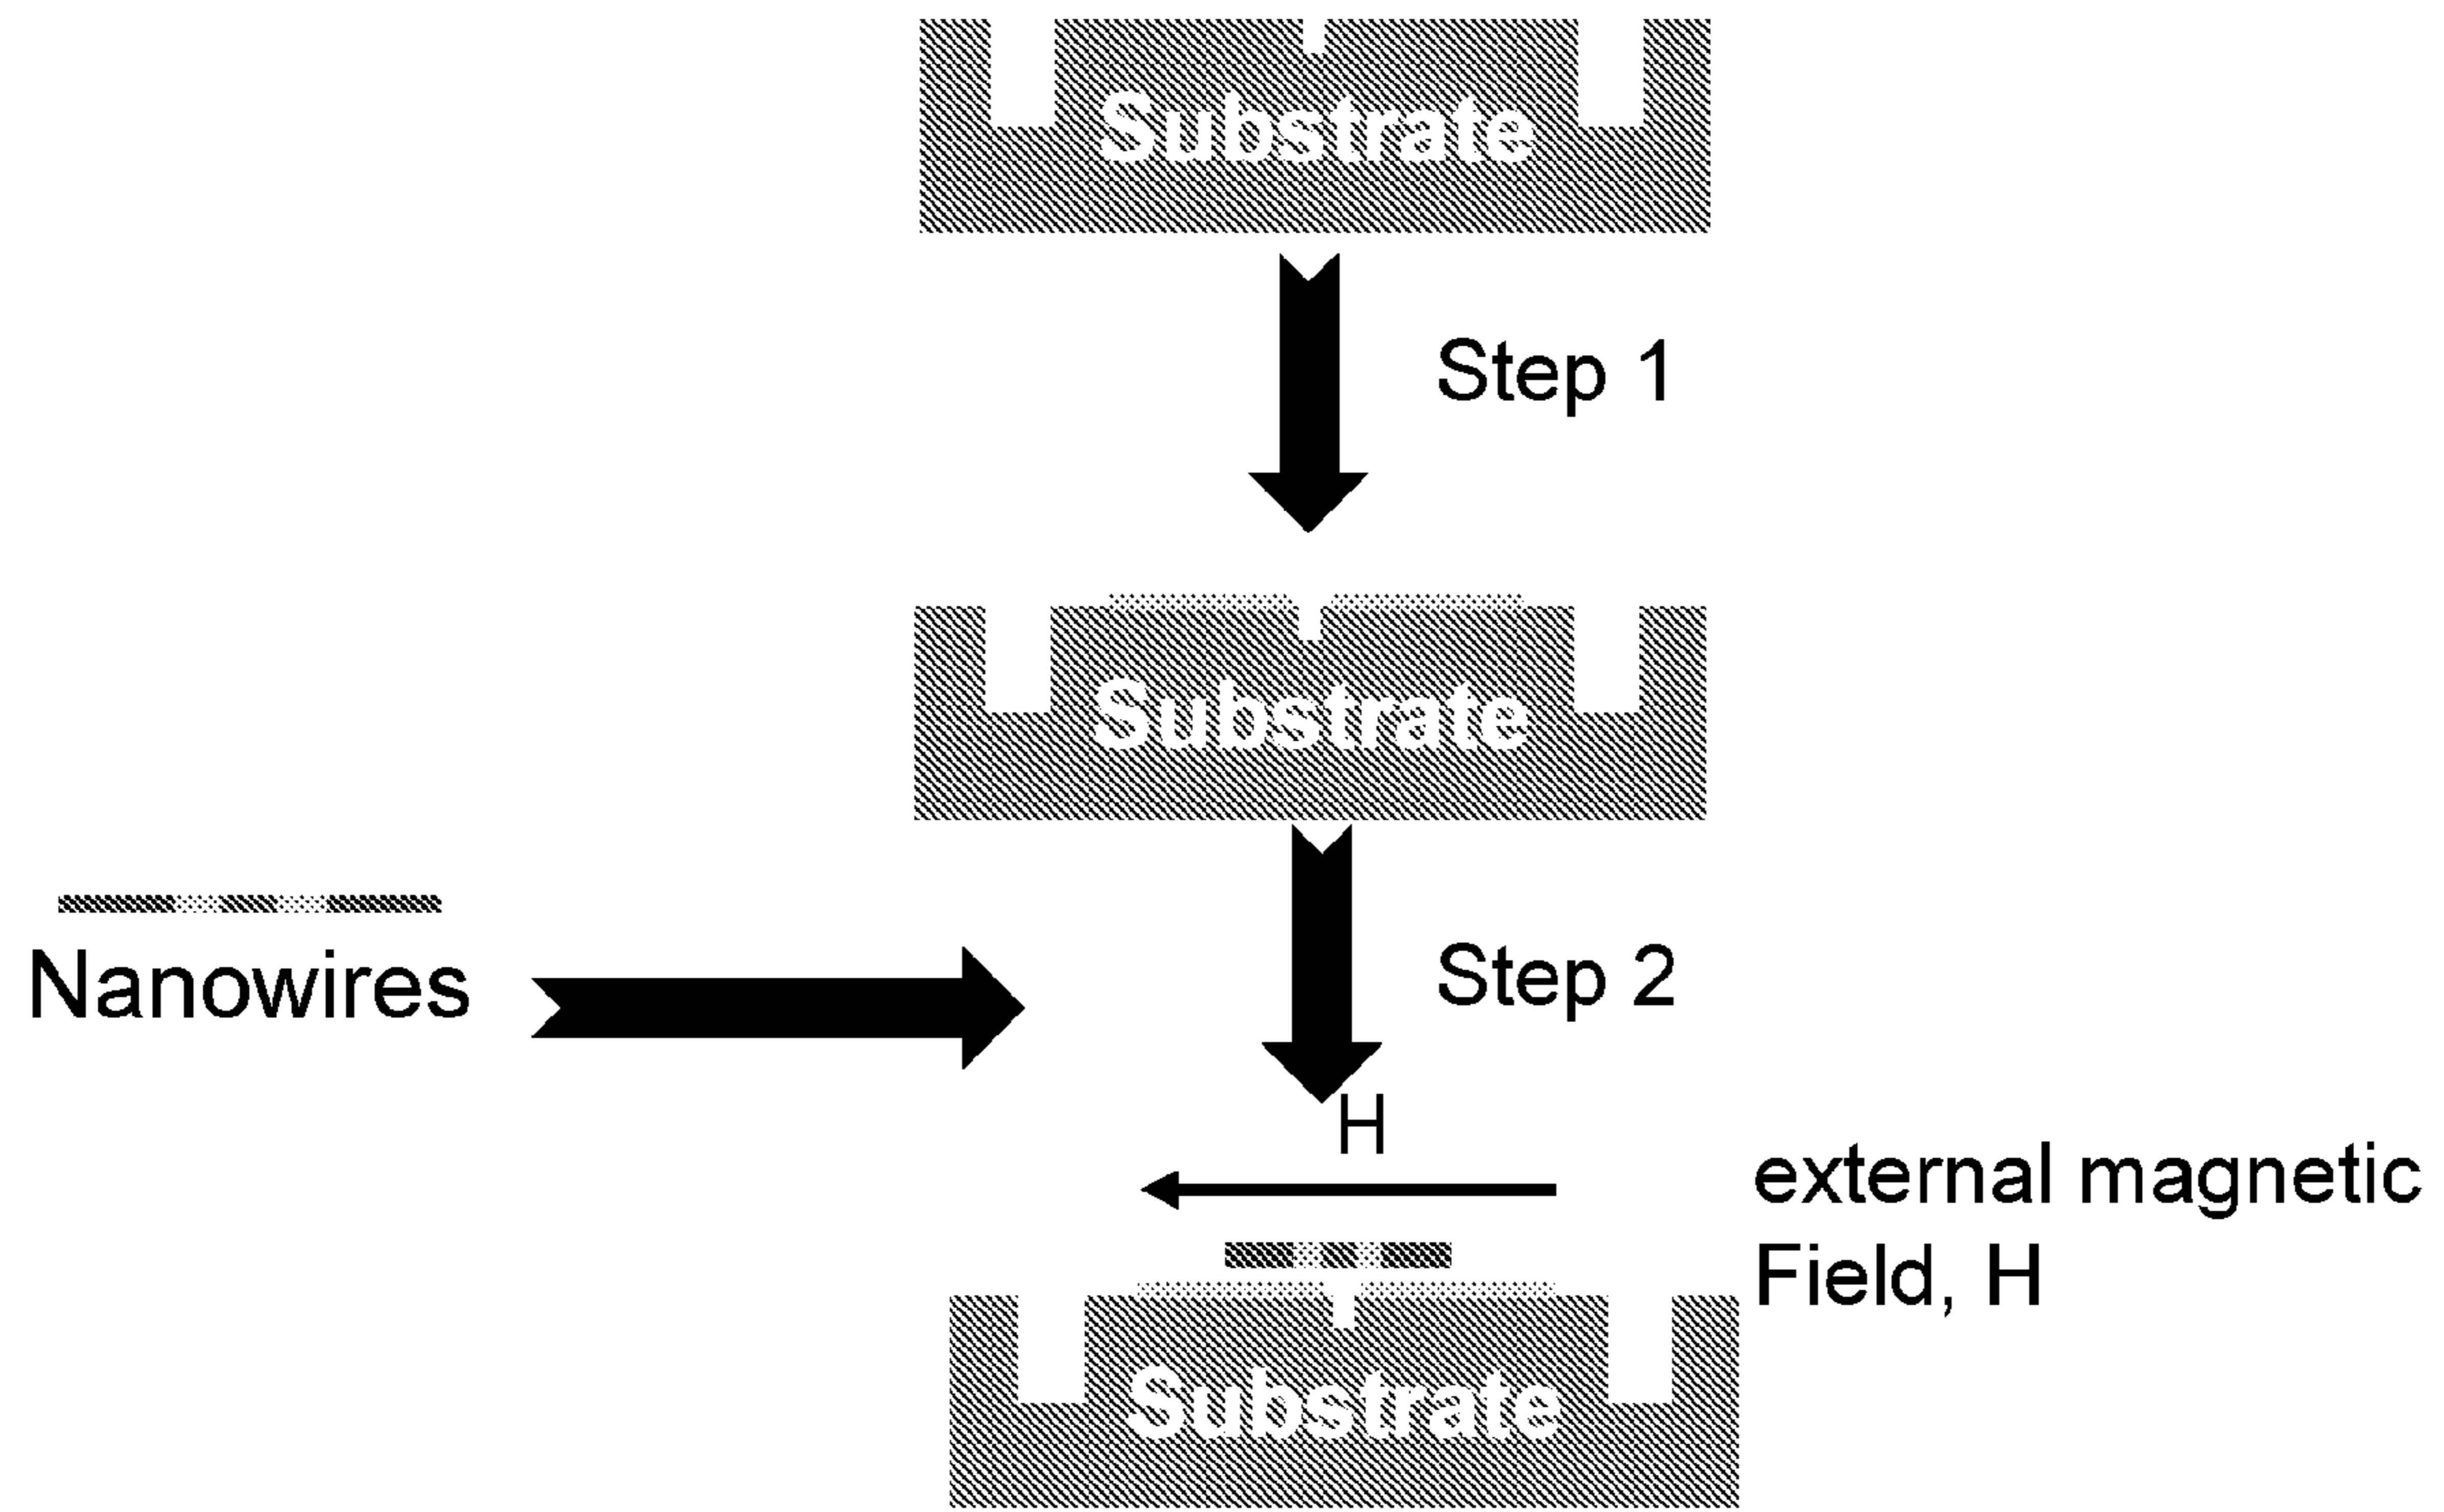 Substrate
Step 1
Substrate
Nanowires
Step 2
H
external magnetic
Field, H
Substrate